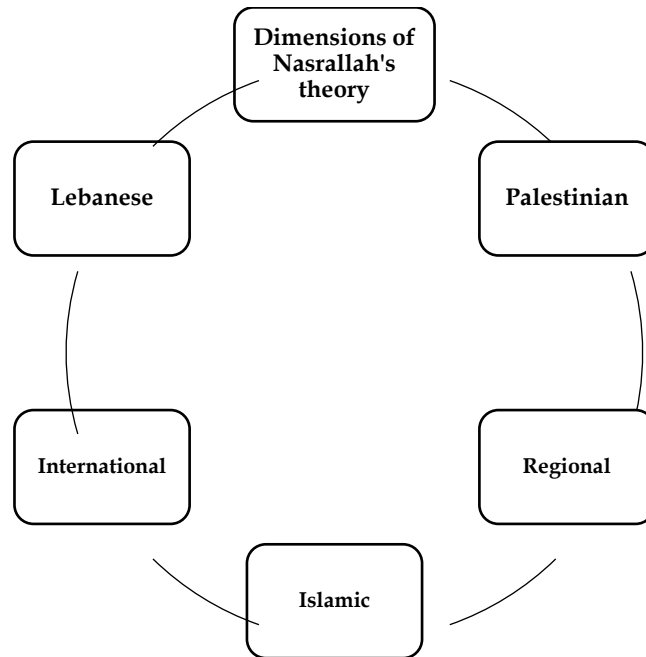 Dimensions of
Nasrallah's
theory
Lebanese
Palestinian
International
Regional
Islamic